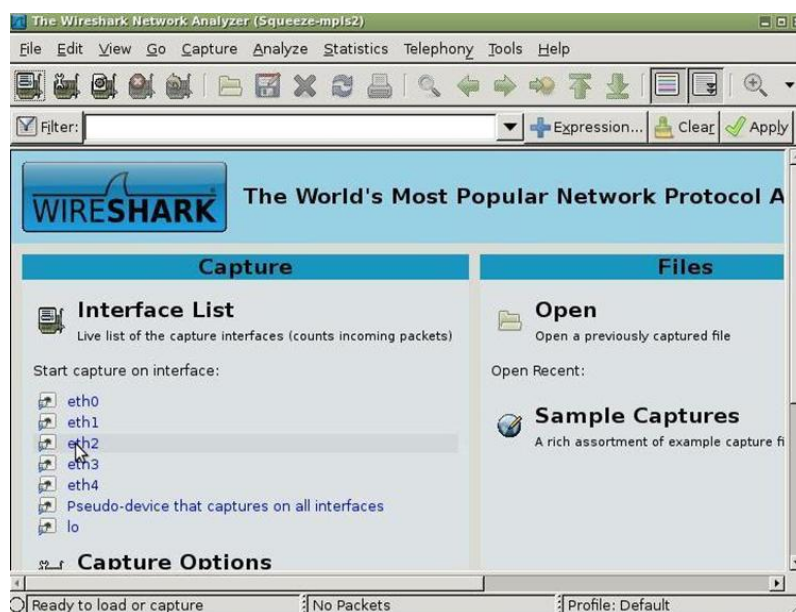 The Wireshark Network Analyzer (Squeeze-mpls2)
File Edit View Go Capture Analyze Statistics Telephony Tools Help
Filter: Expression... Clear Apply
WIRESHARK The World's Most Popular Network Protocol A
Capture
Interface List
Live list of the capture interfaces (counts incoming packets)
Start capture on interface:
eth0
eth1
eth2
eth3
eth4
Pseudo-device that captures on all interfaces
lo
Capture Options
Files
Open
Open a previously captured file
Open Recent:
Sample Captures
A rich assortment of example capture fi
Ready to load or capture No Packets Profile: Default